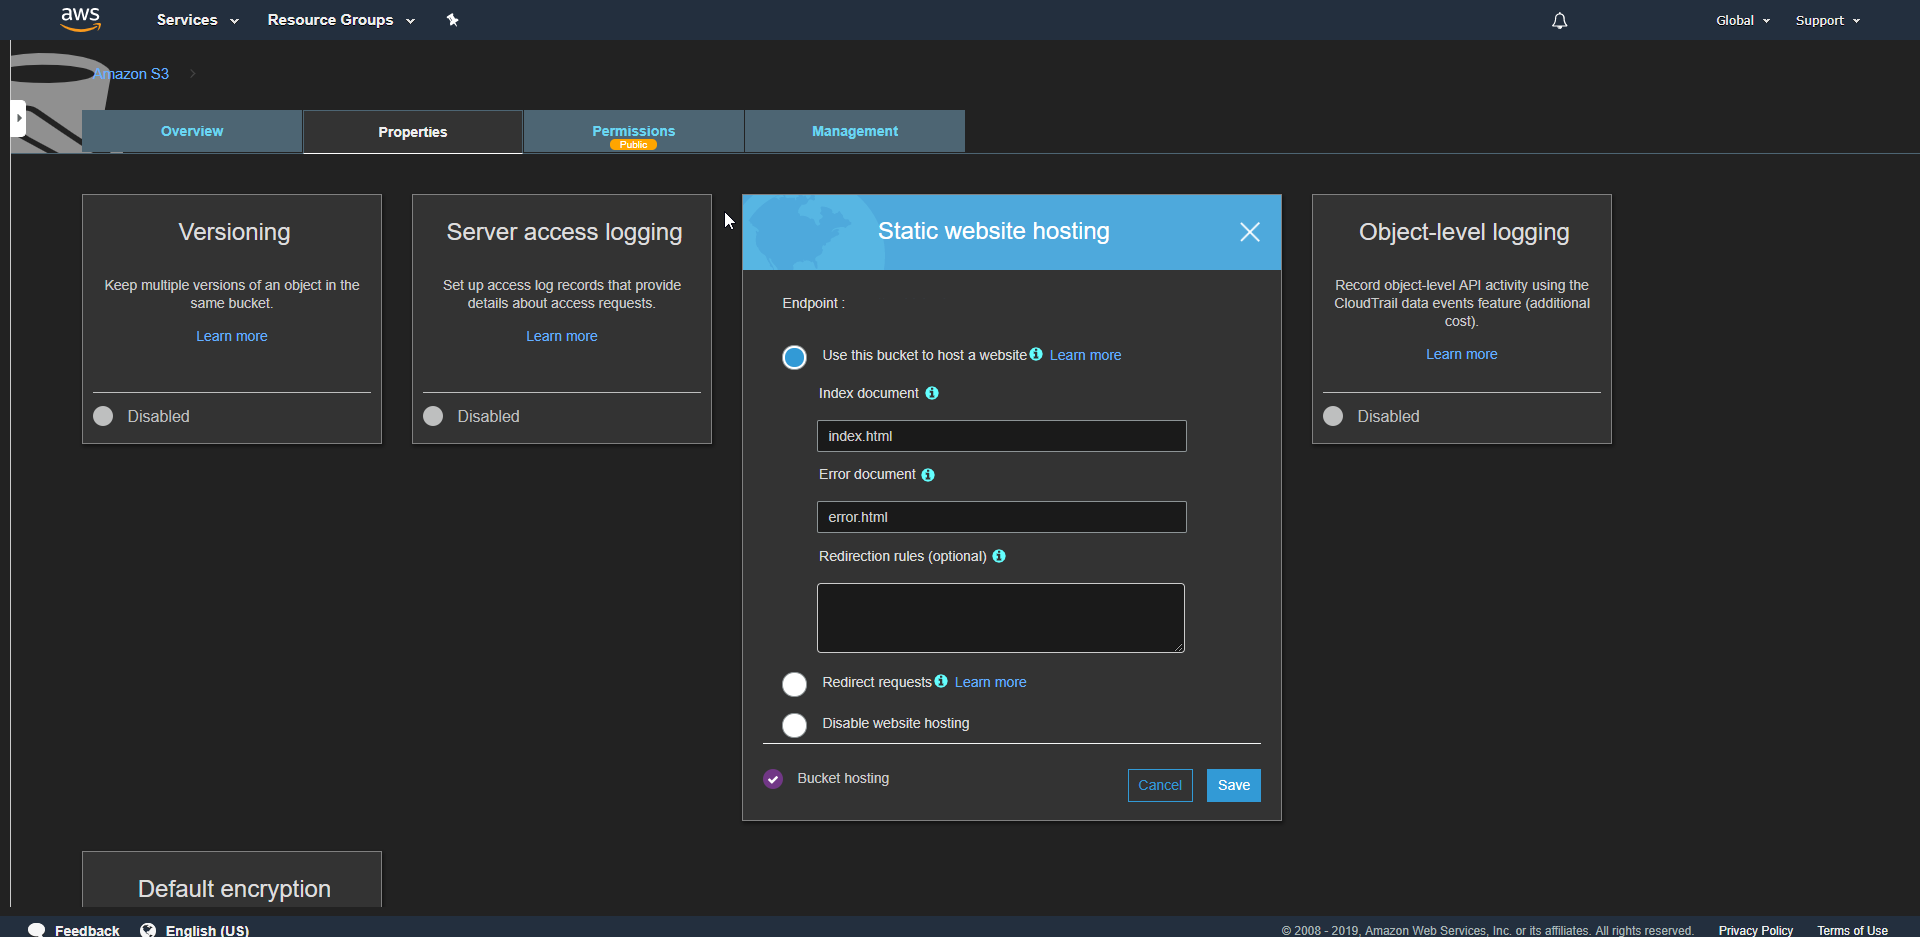 aws
Services
Resource Groups
Global
Support
Amazon S3
Overview
Properties
Permissions
Public
Management
Versioning
Keep multiple versions of an object in the
same bucket.
Learn more
Disabled
Server access logging
Set up access log records that provide
details about access requests.
Learn more
Disabled
Static website hosting
Endpoint :
Use this bucket to host a website Learn more
Index document
index.html
Error document
error.html
Redirection rules (optional)
Redirect requests Learn more
Disable website hosting
Bucket hosting
Cancel
Save
Object-level logging
Record object-level API activity using the
CloudTrail data events feature (additional
cost).
Learn more
Disabled
Default encryption
Feedback
English (US)
© 2008 - 2019, Amazon Web Services, Inc. or its affiliates. All rights reserved.
Privacy Policy
Terms of Use